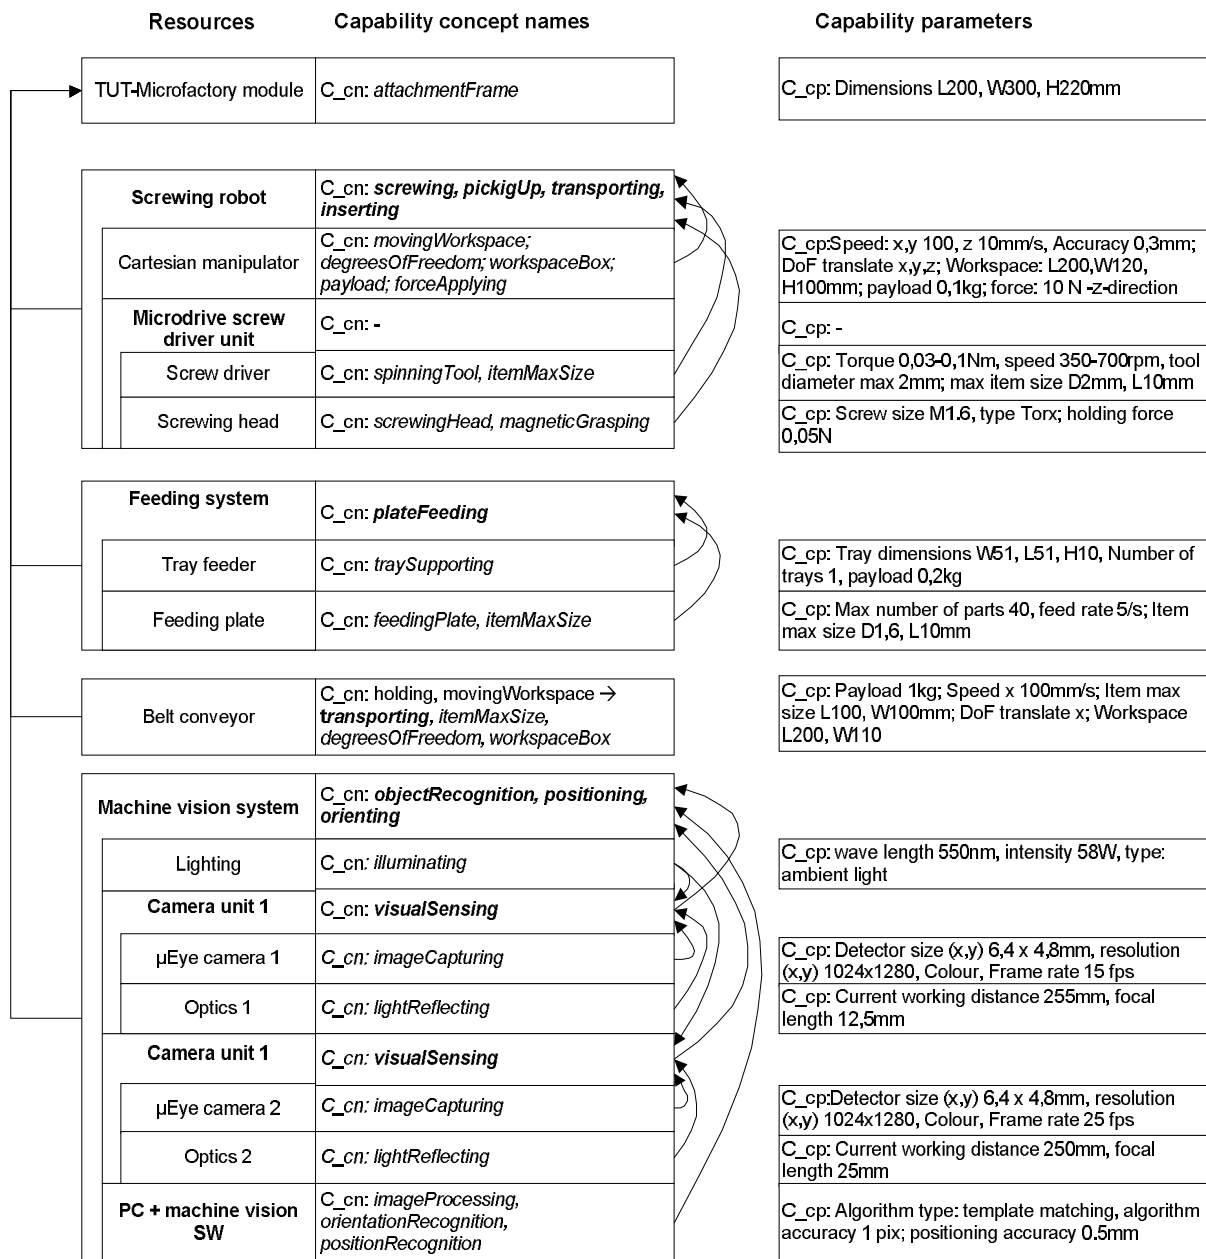 Resources Capability concept names Capability parameters
TUT-Microfactory module C_cn: attachmentFrame C_cp: Dimensions L200, W300, H220mm
Screwing robot
C_cn: screwing, pickigUp, transporting,
inserting
Cartesian manipulator
C_cn: movingWorkspace;
degreesOfFreedom; workspaceBox;
payload; forceApplying
C_cp:Speed: x,y 100, z 10mm/s, Accuracy 0,3mm;
DoF translate x,y,z; Workspace: L200,W120,
H100mm; payload 0,1kg; force: 10 N -z-direction
Microdrive screw
driver unit
C_cn: -
C_cp: -
Screw driver
C_cn: spinningTool, itemMaxSize
C_cp: Torque 0,03-0,1Nm, speed 350-700rpm, tool
diameter max 2mm; max item size D2mm, L10mm
Screwing head
C_cn: screwingHead, magneticGrasping
C_cp: Screw size M1.6, type Torx; holding force
0,05N
Feeding system
C_cn: plateFeeding
Tray feeder
C_cn: traySupporting
C_cp: Tray dimensions W51, L51, H10, Number of
trays 1, payload 0,2kg
Feeding plate
C_cn: feedingPlate, itemMaxSize
C_cp: Max number of parts 40, feed rate 5/s; Item
max size D1,6, L10mm
Belt conveyor
C_cn: holding, movingWorkspace →
transporting, itemMaxSize,
degreesOfFreedom, workspaceBox
C_cp: Payload 1kg; Speed x 100mm/s; Item max
size L100, W100mm; DoF translate x; Workspace
L200, W110
Machine vision system
C_cn: objectRecognition, positioning,
orienting
Lighting
C_cn: illuminating
C_cp: wave length 550nm, intensity 58W, type:
ambient light
Camera unit 1
C_cn: visualSensing
µEye camera 1
C_cn: imageCapturing
C_cp: Detector size (x,y) 6,4 x 4,8mm, resolution
(x,y) 1024x1280, Colour, Frame rate 15 fps
Optics 1
C_cn: lightReflecting
C_cp: Current working distance 255mm, focal
length 12,5mm
Camera unit 1
C_cn: visualSensing
µEye camera 2
C_cn: imageCapturing
C_cp:Detector size (x,y) 6,4 x 4,8mm, resolution
(x,y) 1024x1280, Colour, Frame rate 25 fps
Optics 2
C_cn: lightReflecting
C_cp: Current working distance 250mm, focal
length 25mm
PC + machine vision
SW
C_cn: imageProcessing,
orientationRecognition,
positionRecognition
C_cp: Algorithm type: template matching, algorithm
accuracy 1 pix; positioning accuracy 0.5mm